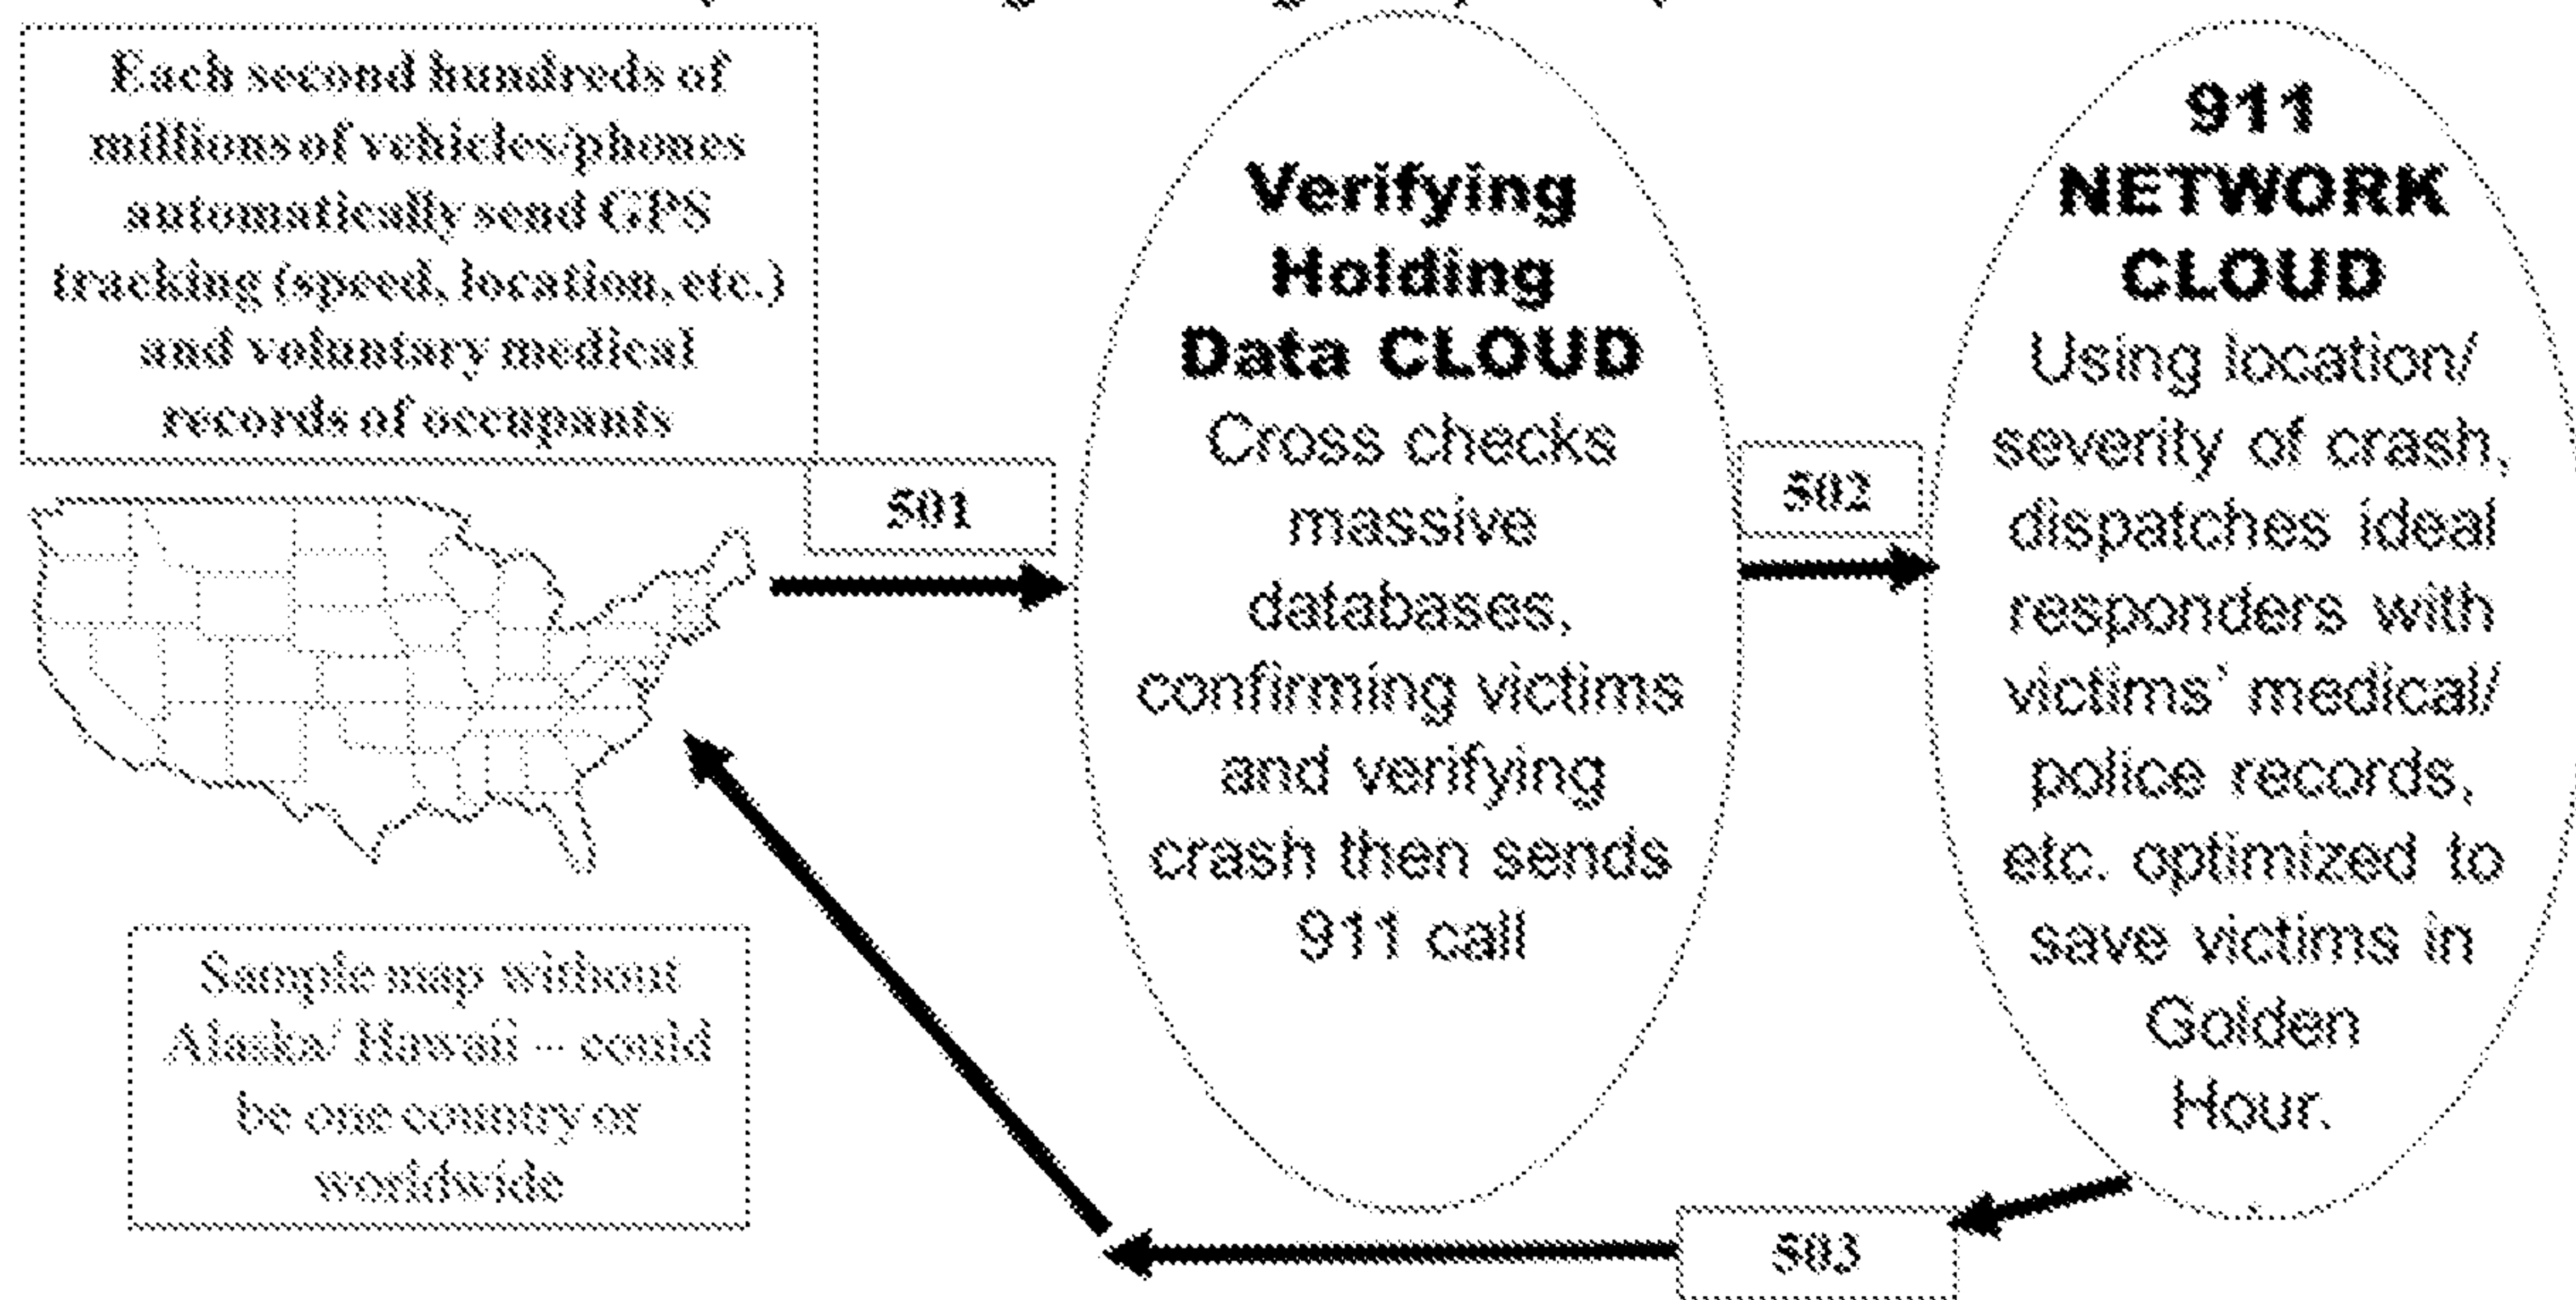 Each second hundreds of
millions of vehicles/phones
automatically send GPS
tracking (speed, location, etc.)
and voluntary medical
records of occupants
501
Sample map without
Alaska/ Hawaii – could
be one country or
worldwide
Verifying
Holding
Data CLOUD
Cross checks
massive
databases,
confirming victims
and verifying
crash then sends
911 call
502
911
NETWORK
CLOUD
Using location/
severity of crash,
dispatches ideal
responders with
victims’ medical/
police records,
etc. optimized to
save victims in
Golden
Hour.
503